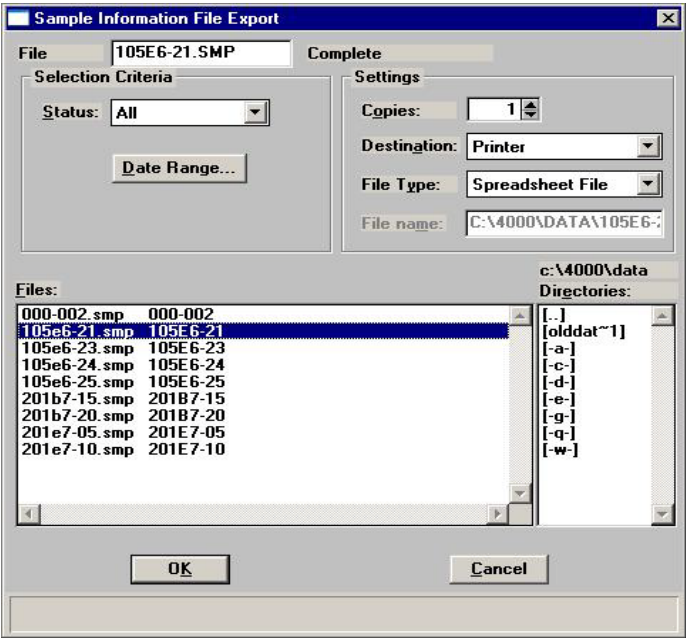 Sample Information File Export
File 105E6-21.SMP Complete
Selection Criteria
Status: All
Date Range...
Settings
Copies: 1
Destination: Printer
File Type: Spreadsheet File
File name: C:\4000\DATA\105E6-2
Files:
000-002.smp 000-002
105e6-21.smp 105E6-21
105e6-23.smp 105E6-23
105e6-24.smp 105E6-24
105e6-25.smp 105E6-25
201b7-15.smp 201B7-15
201b7-20.smp 201B7-20
201e7-05.smp 201E7-05
201e7-10.smp 201E7-10
c:\4000\data
Directories:
[..]
[olddat~1]
[-a-]
[-c-]
[-d-]
[-e-]
[-g-]
[-q-]
[-w-]
OK
Cancel